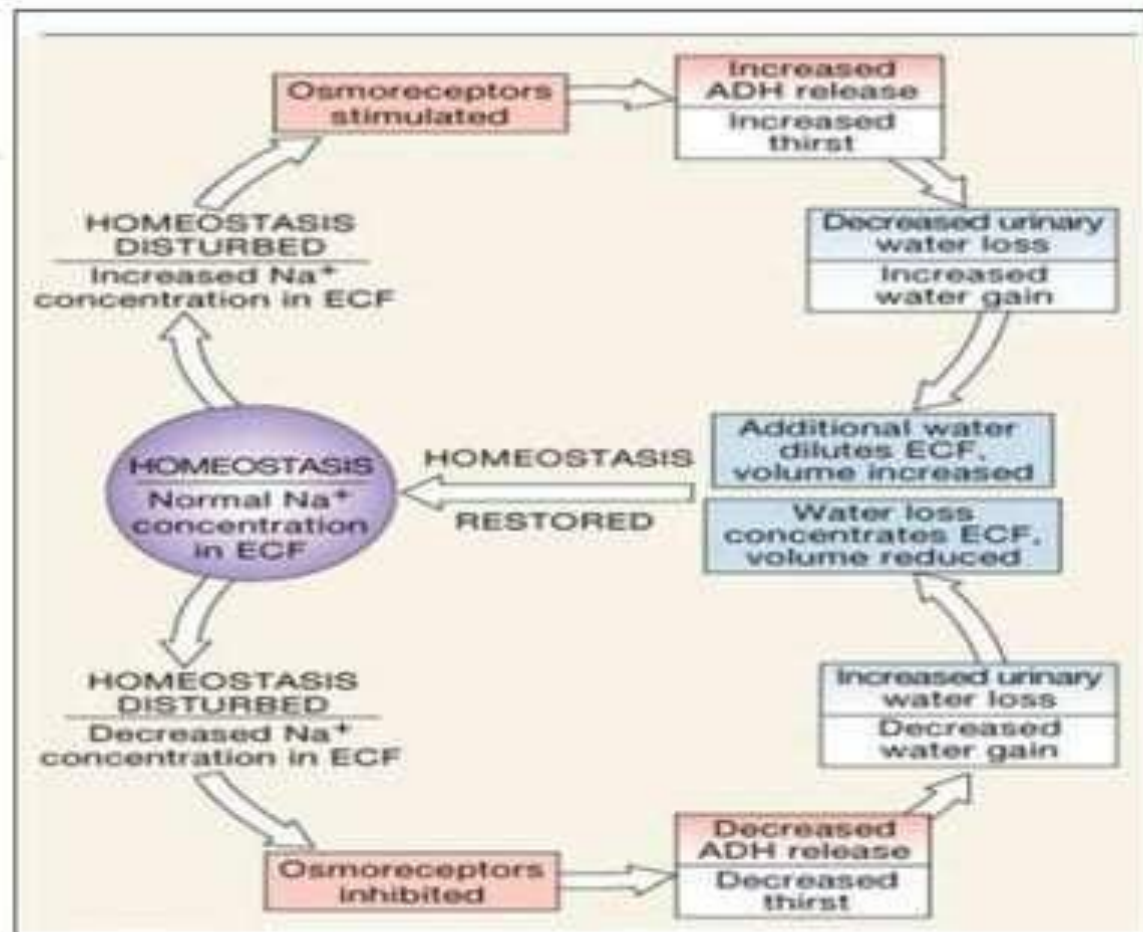 Osmoreceptors
stimulated
Increased
ADH release
Increased
thirst
HOMEOSTASIS
DISTURBED
Increased Na⁺
concentration in ECF
Decreased urinary
water loss
Increased
water gain
HOMEOSTASIS
Normal Na⁺
concentration
in ECF
HOMEOSTASIS
RESTORED
Additional water
dilutes ECF,
volume increased
Water loss
concentrates ECF,
volume reduced
HOMEOSTASIS
DISTURBED
Decreased Na⁺
concentration in ECF
Increased urinary
water loss
Decreased
water gain
Osmoreceptors
inhibited
Decreased
ADH release
Decreased
thirst